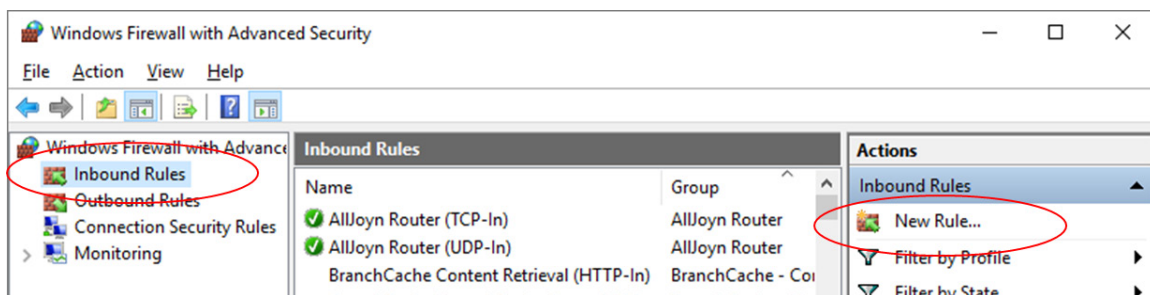 Windows Firewall with Advanced Security
File Action View Help
Windows Firewall with Advance
Inbound Rules
Outbound Rules
Connection Security Rules
Monitoring
Inbound Rules
Name Group
AllJoyn Router (TCP-In) AllJoyn Router
AllJoyn Router (UDP-In) AllJoyn Router
BranchCache Content Retrieval (HTTP-In) BranchCache - Co
Actions
Inbound Rules
New Rule...
Filter by Profile
Filter by State